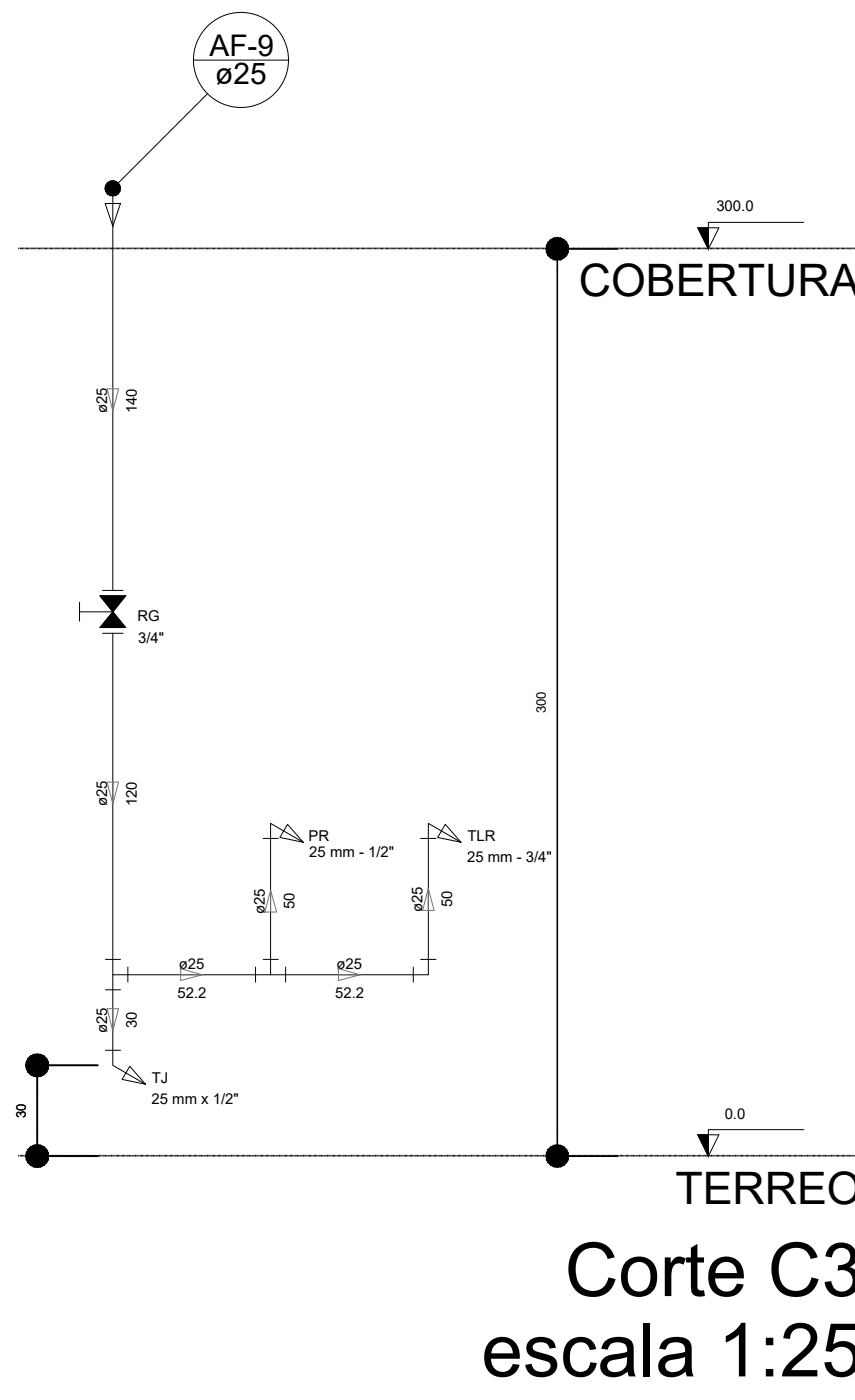 AF-9
ø25
300.0
COBERTURA
ø25
140
RG
3/4"
300
ø25
120
PR
25 mm - 1/2"
TLR
25 mm - 3/4"
ø25
50
ø25
50
ø25
52.2
ø25
52.2
ø25
30
TJ
25 mm x 1/2"
30
0.0
TERREO
Corte C3
escala 1:25